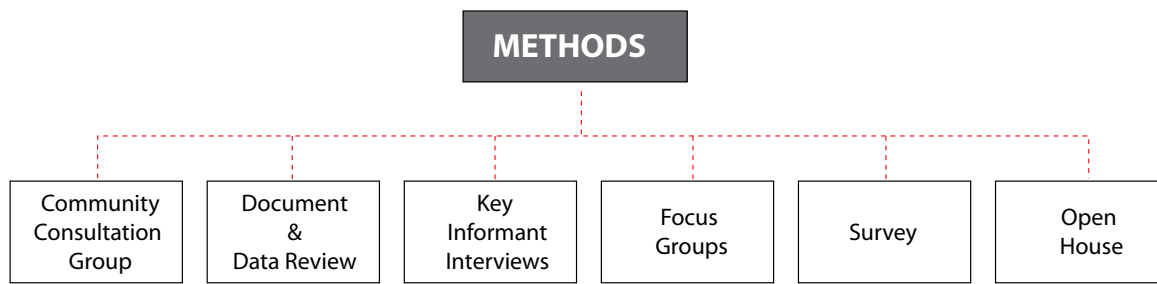 METHODS
Community
Consultation
Group
Document
&
Data Review
Key
Informant
Interviews
Focus
Groups
Survey
Open
House